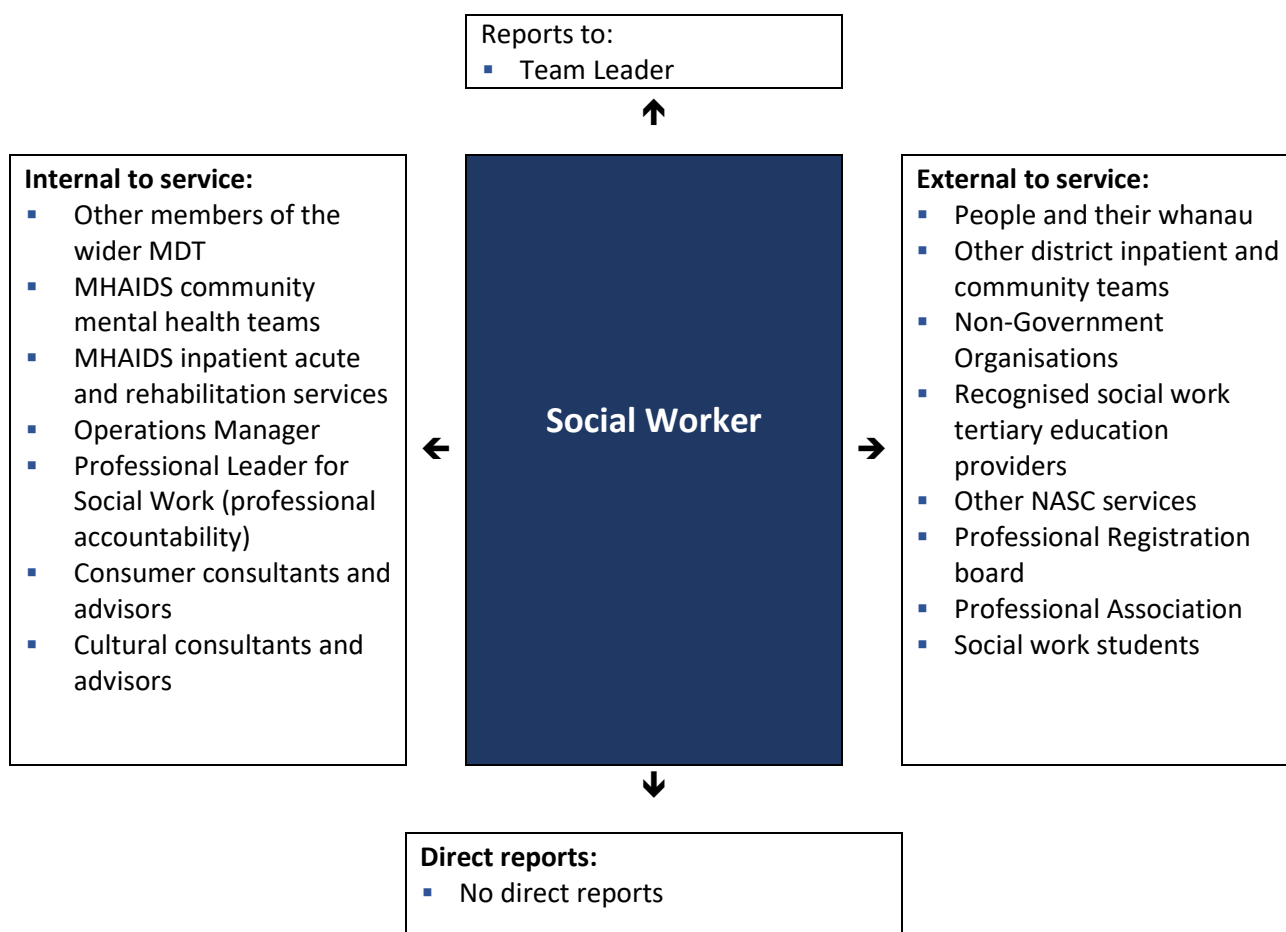 Reports to:
▪ Team Leader
Internal to service:
▪ Other members of the
wider MDT
▪ MHAIDS community
mental health teams
▪ MHAIDS inpatient acute
and rehabilitation services
▪ Operations Manager
▪ Professional Leader for
Social Work (professional
accountability)
▪ Consumer consultants and
advisors
▪ Cultural consultants and
advisors
Social Worker
External to service:
▪ People and their whanau
▪ Other district inpatient and
community teams
▪ Non-Government
Organisations
▪ Recognised social work
tertiary education
providers
▪ Other NASC services
▪ Professional Registration
board
▪ Professional Association
▪ Social work students
Direct reports:
▪ No direct reports